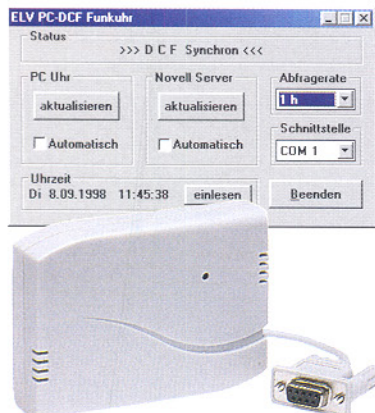 ELV PC-DCF Funkuhr
Status
>>> D C F Synchron <<<
PC Uhr
aktualisieren
Automatisch
Novell Server
aktualisieren
Automatisch
Abfragerate
1 h
Schnittstelle
COM 1
Uhrzeit
Di 8.09.1998 11:45:38 einlesen
Beenden